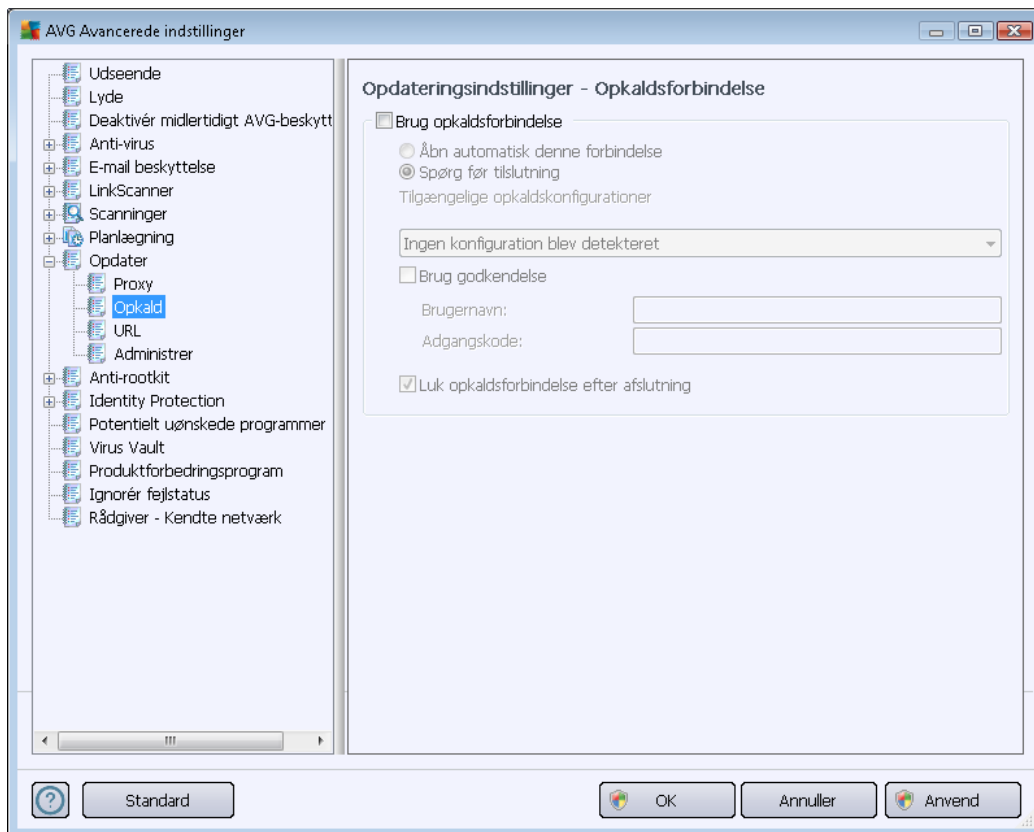 AVG Avancerede indstillinger
Udseende
Lyde
Deaktivér midlertidigt AVG-beskytt
Anti-virus
E-mail beskyttelse
LinkScanner
Scanninger
Planlægning
Opdater
Proxy
Opkald
URL
Administrer
Anti-rootkit
Identity Protection
Potentielt uønskede programmer
Virus Vault
Produktforbedringsprogram
Ignorér fejlstatus
Rådgiver - Kendte netværk
Opdateringsindstillinger - Opkaldsforbindelse
Brug opkaldsforbindelse
Åbn automatisk denne forbindelse
Spørg før tilslutning
Tilgængelige opkaldskonfigurationer
Ingen konfiguration blev detekteret
Brug godkendelse
Brugernavn:
Adgangskode:
Luk opkaldsforbindelse efter afslutning
Standard
OK
Annuller
Anvend